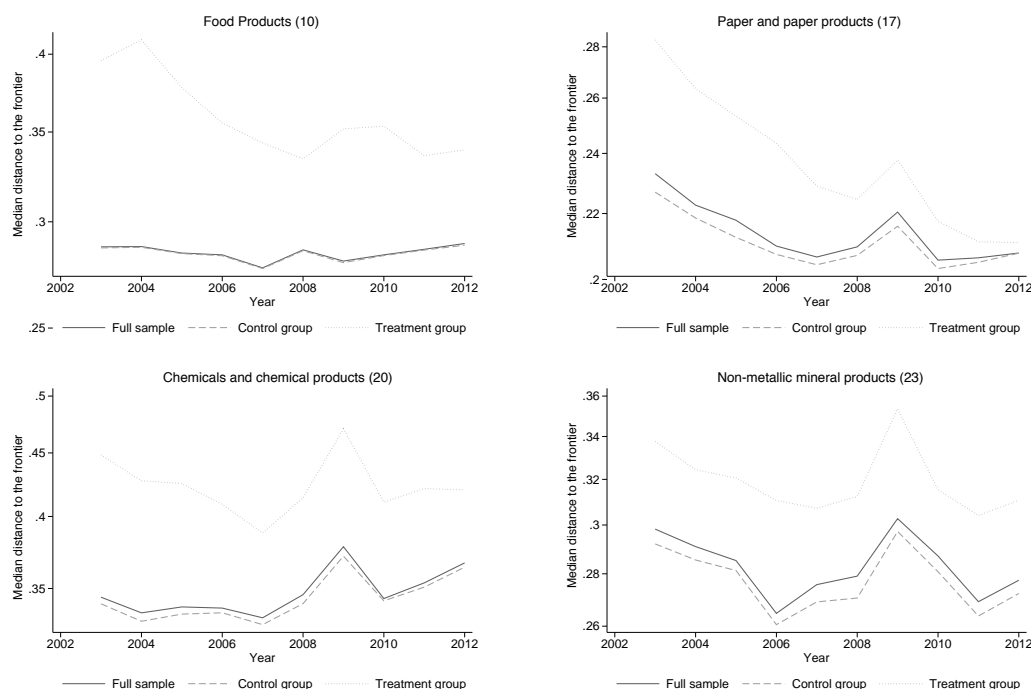 Food Products (10)
Median distance to the frontier
.4
.35
.3
.25
2002 2004 2006 2008 2010 2012
Year
Full sample Control group Treatment group
Paper and paper products (17)
Median distance to the frontier
.28
.26
.24
.22
.2
2002 2004 2006 2008 2010 2012
Year
Full sample Control group Treatment group
Chemicals and chemical products (20)
Median distance to the frontier
.5
.45
.4
.35
2002 2004 2006 2008 2010 2012
Year
Full sample Control group Treatment group
Non-metallic mineral products (23)
Median distance to the frontier
.36
.34
.32
.3
.28
.26
2002 2004 2006 2008 2010 2012
Year
Full sample Control group Treatment group